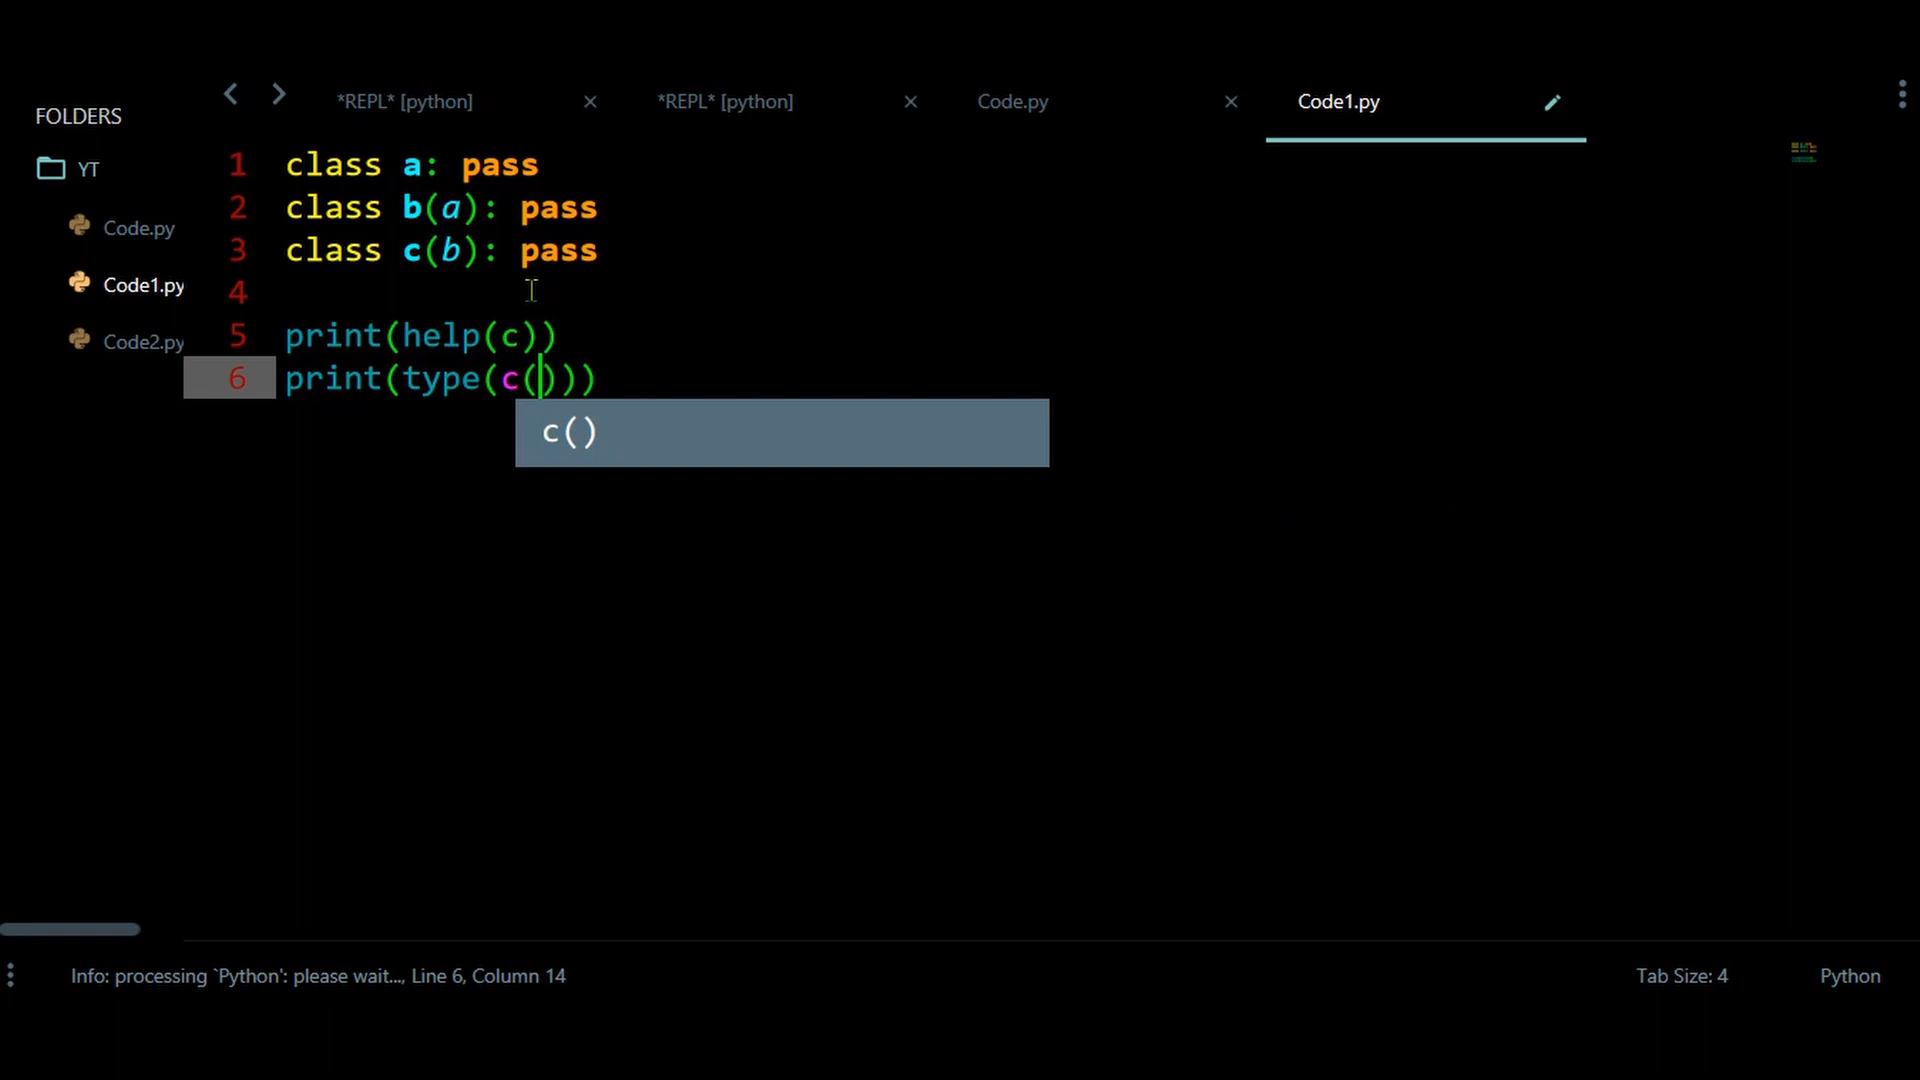 FOLDERS
YT
Code.py
Code1.py
Code2.py
*REPL* [python]
*REPL* [python]
Code.py
Code1.py
1 class a: pass
2 class b(a): pass
3 class c(b): pass
4
5 print(help(c))
6 print(type(c()))
c()
Info: processing `Python': please wait..., Line 6, Column 14
Tab Size: 4
Python